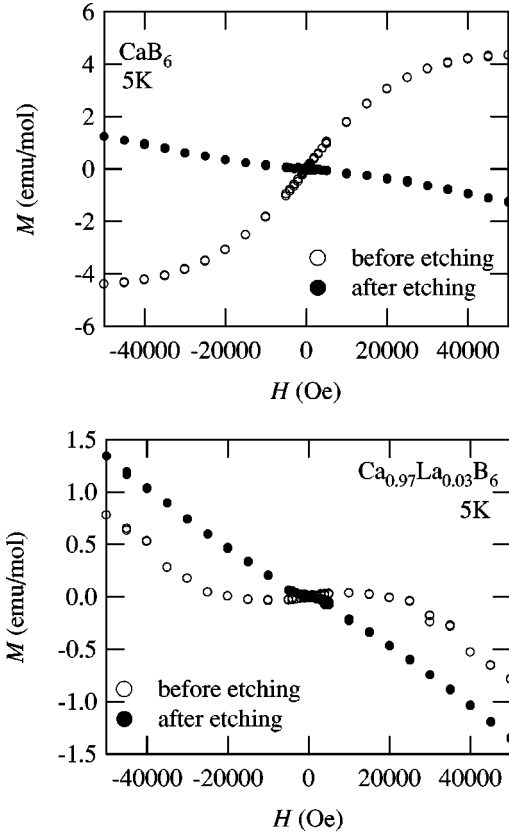 CaB6
5K
6
4
2
0
-2
-4
-6
M (emu/mol)
before etching
after etching
-40000 -20000 0 20000 40000
H (Oe)
Ca0.97La0.03B6
5K
1.5
1.0
0.5
0.0
-0.5
-1.0
-1.5
M (emu/mol)
before etching
after etching
-40000 -20000 0 20000 40000
H (Oe)